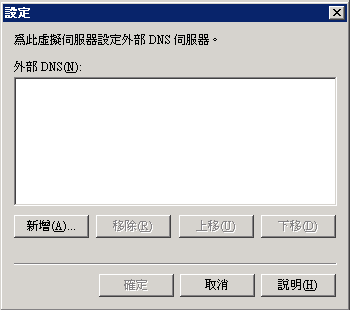 設定
為此虛擬伺服器設定外部 DNS 伺服器。
外部 DNS(N):
新增(A)... 移除(R) 上移(U) 下移(D)
確定 取消 說明(H)